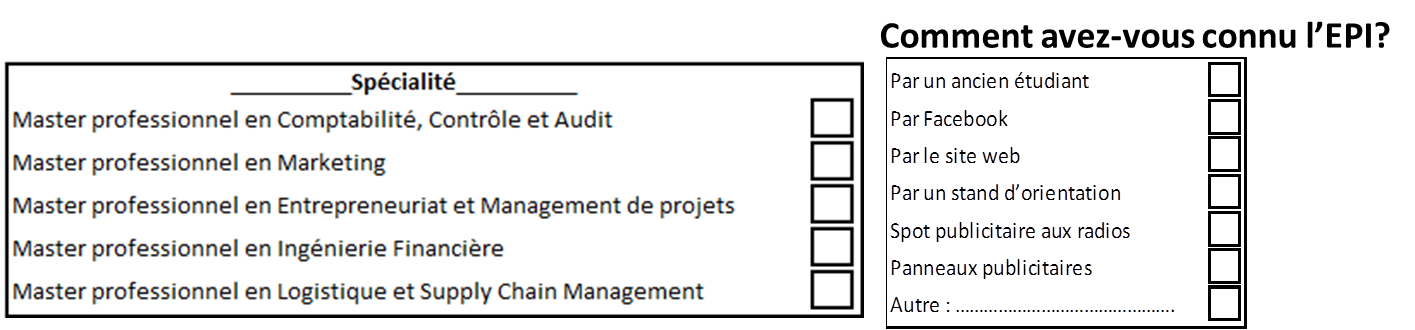 __________Spécialité__________
Master professionnel en Comptabilité, Contrôle et Audit
Master professionnel en Marketing
Master professionnel en Entrepreneuriat et Management de projets
Master professionnel en Ingénierie Financière
Master professionnel en Logistique et Supply Chain Management
Comment avez-vous connu l’EPI?
Par un ancien étudiant
Par Facebook
Par le site web
Par un stand d’orientation
Spot publicitaire aux radios
Panneaux publicitaires
Autre : ……………………………………….